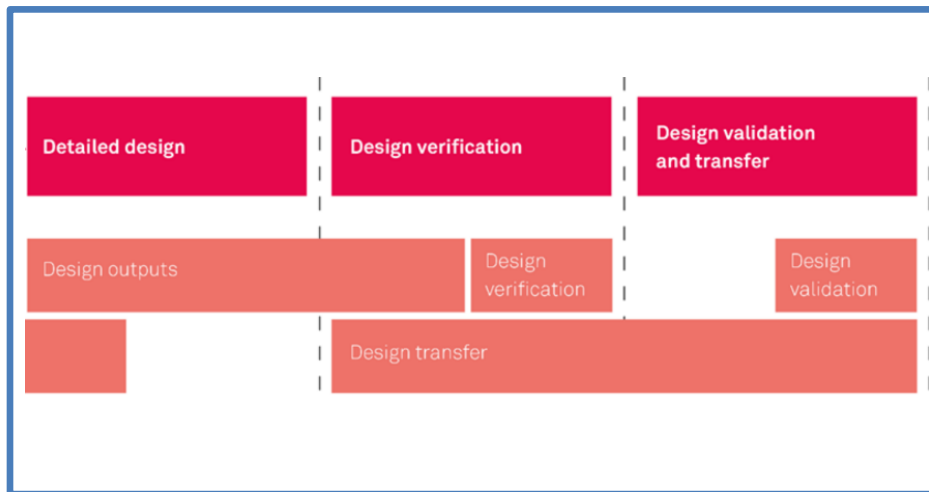 Detailed design
Design verification
Design validation
and transfer
Design outputs
Design
verification
Design
validation
Design transfer